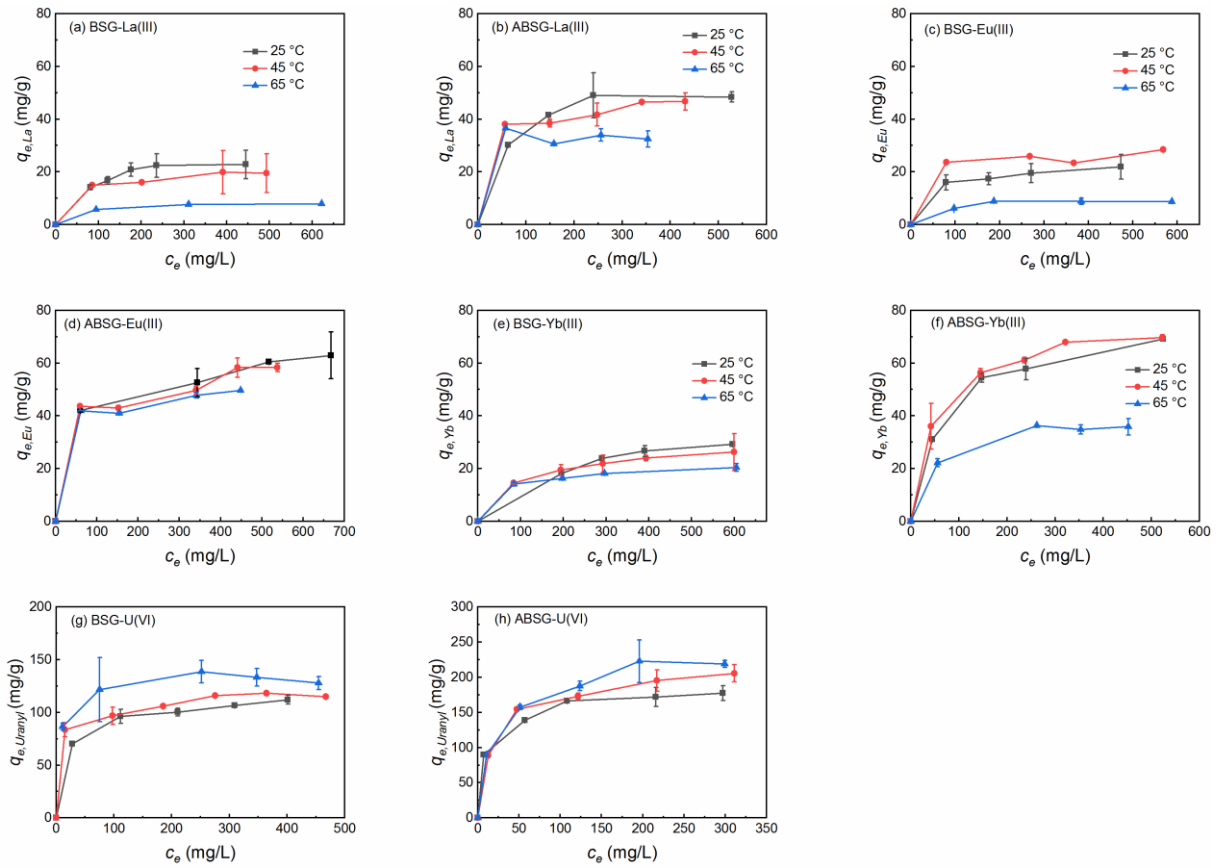 (a) BSG-La(III)
25 °C
45 °C
65 °C
q_e,La (mg/g)
80
60
40
20
0
0 100 200 300 400 500 600
c_e (mg/L)
(b) ABSG-La(III)
25 °C
45 °C
65 °C
q_e,La (mg/g)
80
60
40
20
0
0 100 200 300 400 500 600
c_e (mg/L)
(c) BSG-Eu(III)
25 °C
45 °C
65 °C
q_e,Eu (mg/g)
80
60
40
20
0
0 100 200 300 400 500 600
c_e (mg/L)
(d) ABSG-Eu(III)
q_e,Eu (mg/g)
80
60
40
20
0
0 100 200 300 400 500 600 700
c_e (mg/L)
(e) BSG-Yb(III)
25 °C
45 °C
65 °C
q_e,Yb (mg/g)
80
60
40
20
0
0 100 200 300 400 500 600
c_e (mg/L)
(f) ABSG-Yb(III)
25 °C
45 °C
65 °C
q_e,Yb (mg/g)
80
60
40
20
0
0 100 200 300 400 500 600
c_e (mg/L)
(g) BSG-U(VI)
q_e,Uranyl (mg/g)
200
150
100
50
0
0 100 200 300 400 500
c_e (mg/L)
(h) ABSG-U(VI)
q_e,Uranyl (mg/g)
300
250
200
150
100
50
0
0 50 100 150 200 250 300 350
c_e (mg/L)